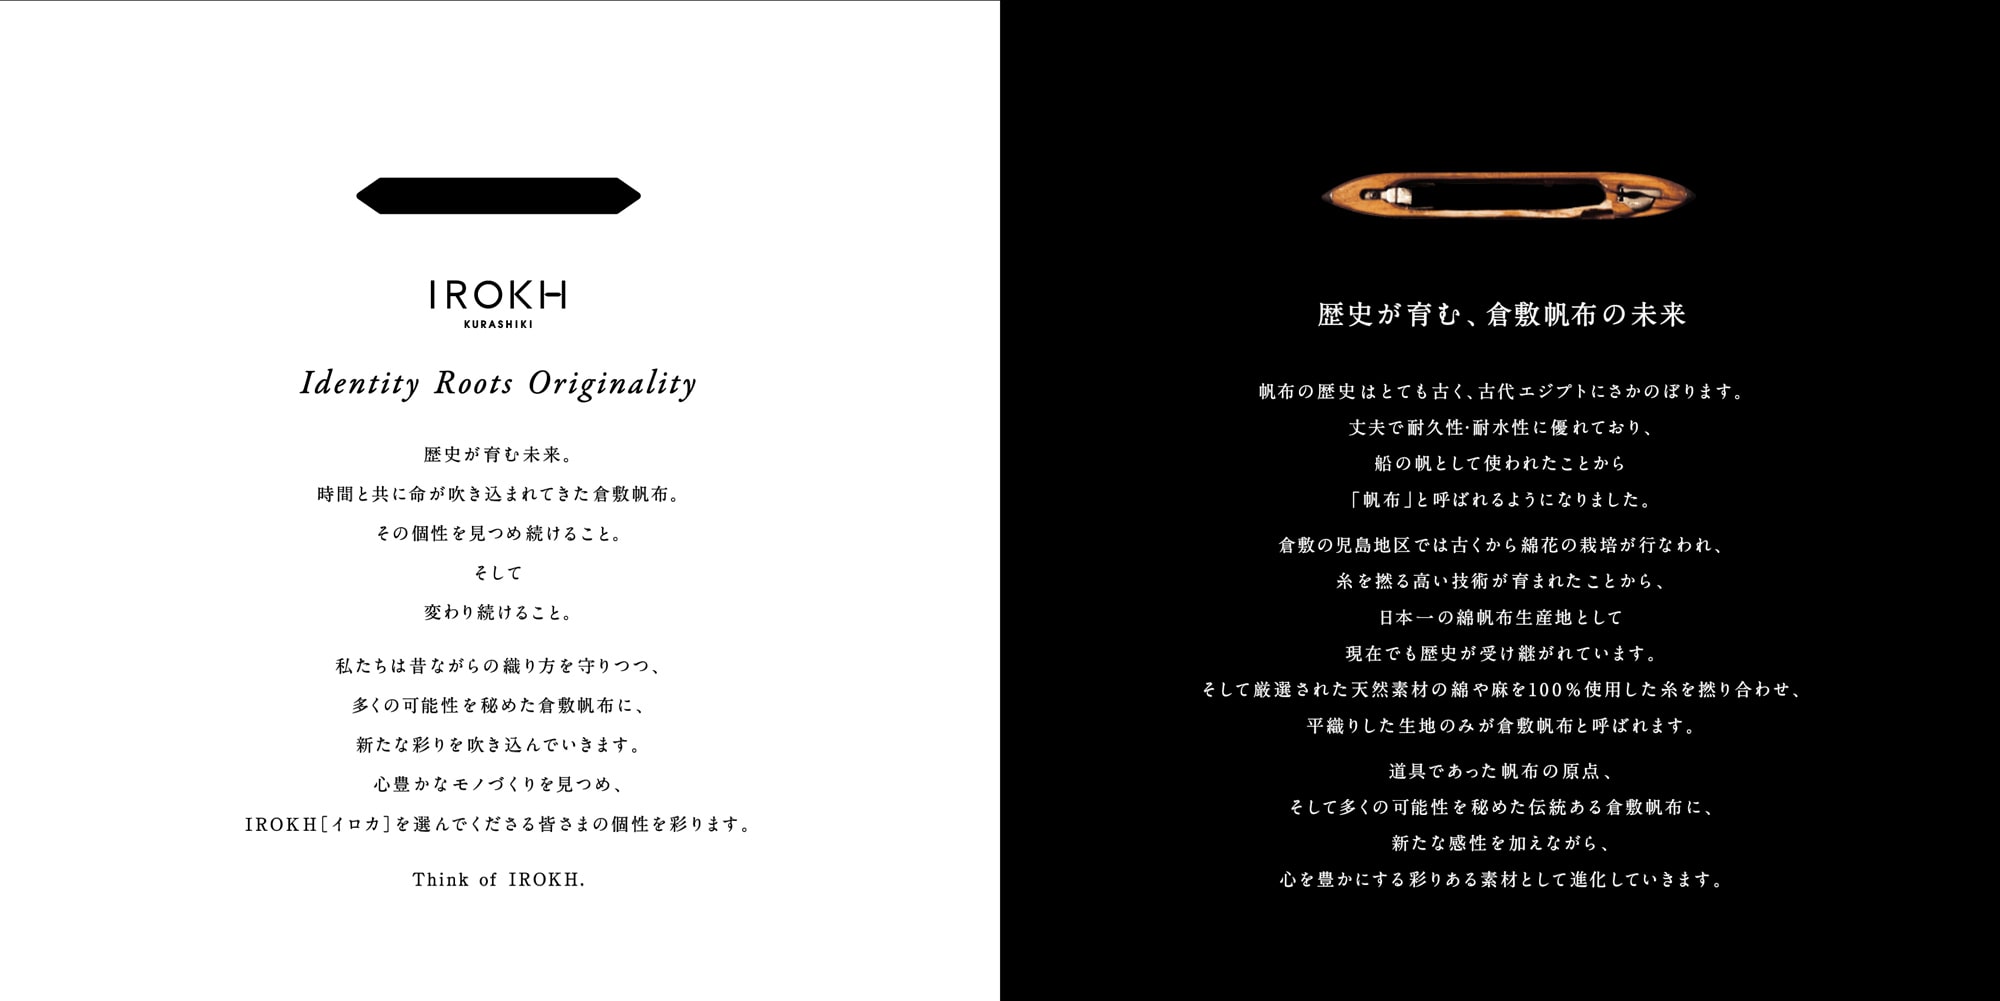 IROKH
KURASHIKI
Identity Roots Originality
歴史が育む未来。
時間と共に命が吹き込まれてきた倉敷帆布。
その個性を見つめ続けること。
そして
変わり続けること。
私たちは昔ながらの織り方を守りつつ、
多くの可能性を秘めた倉敷帆布に、
新たな彩りを吹き込んでいきます。
心豊かなモノづくりを見つめ、
IROKH[イロカ]を選んでくださる皆さまの個性を彩ります。
Think of IROKH.
歴史が育む、倉敷帆布の未来
帆布の歴史はとても古く、古代エジプトにさかのぼります。
丈夫で耐久性・耐水性に優れており、
船の帆として使われたことから
「帆布」と呼ばれるようになりました。
倉敷の児島地区では古くから綿花の栽培が行なわれ、
糸を撚る高い技術が育まれたことから、
日本一の綿帆布生産地として
現在でも歴史が受け継がれています。
そして厳選された天然素材の綿や麻を100%使用した糸を撚り合わせ、
平織りした生地のみが倉敷帆布と呼ばれます。
道具であった帆布の原点、
そして多くの可能性を秘めた伝統ある倉敷帆布に、
新たな感性を加えながら、
心を豊かにする彩りある素材として進化していきます。